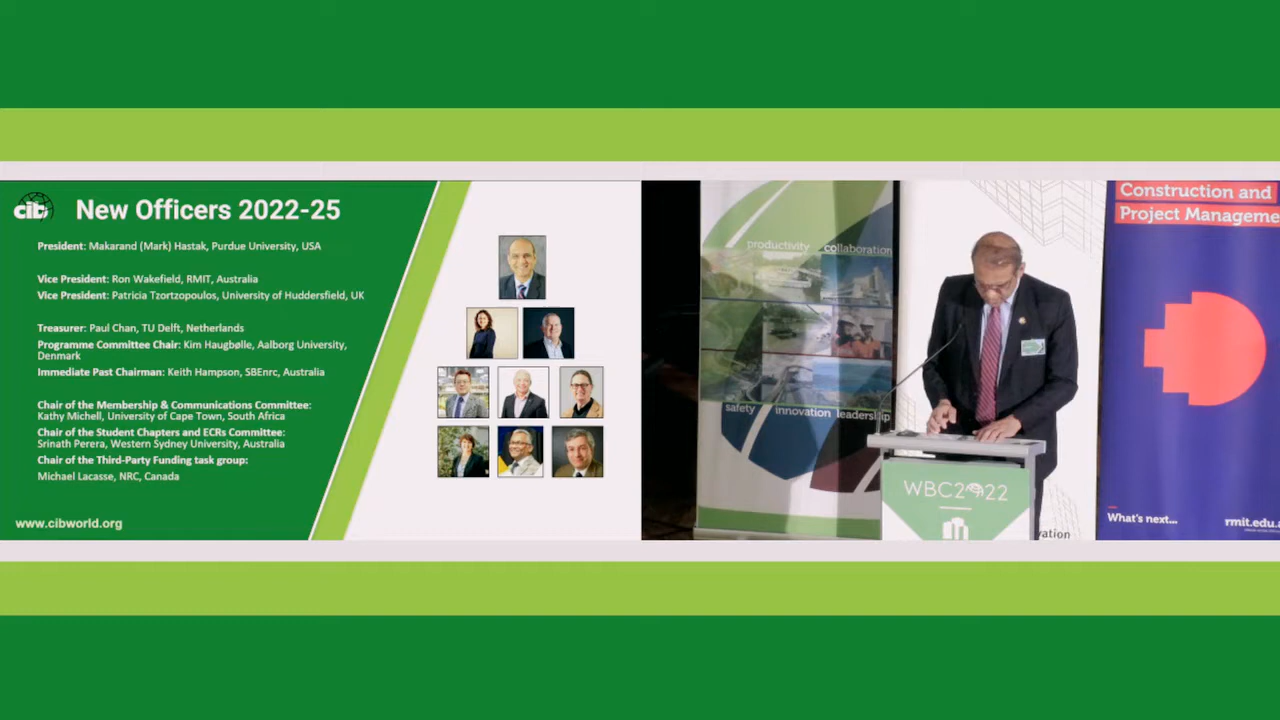 cib
New Officers 2022-25
President: Makarand (Mark) Hastak, Purdue University, USA
Vice President: Ron Wakefield, RMIT, Australia
Vice President: Patricia Tzortzopoulos, University of Huddersfield, UK
Treasurer: Paul Chan, TU Delft, Netherlands
Programme Committee Chair: Kim Haugbølle, Aalborg University,
Denmark
Immediate Past Chairman: Keith Hampson, SBEnrc, Australia
Chair of the Membership & Communications Committee:
Kathy Michell, University of Cape Town, South Africa
Chair of the Student Chapters and ECRs Committee:
Srinath Perera, Western Sydney University, Australia
Chair of the Third-Party Funding task group:
Michael Lacasse, NRC, Canada
www.cibworld.org
productivity collaboration
safety innovation leadership
WBC2022
vation
Construction and
Project Manageme
What's next...
rmit.edu.a